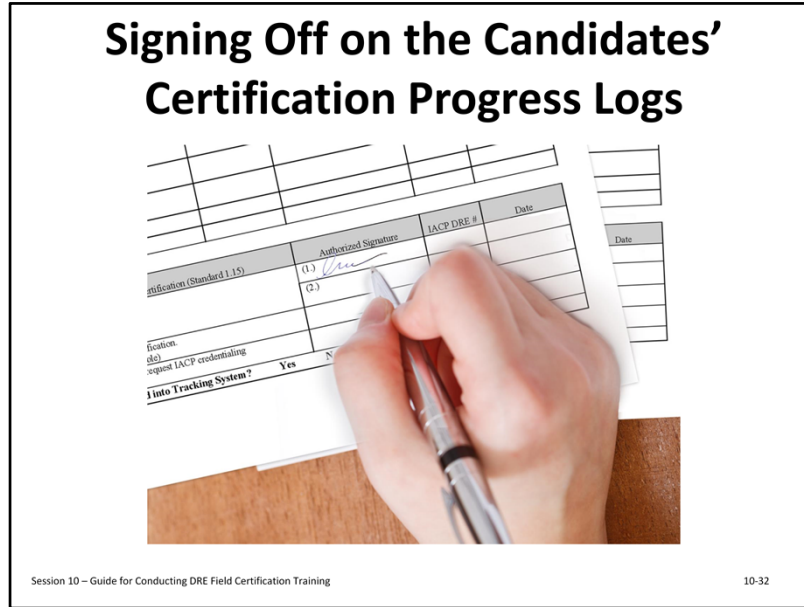 Signing Off on the Candidates’
Certification Progress Logs
Authorized Signature
IACP DRE #
Date
Date
rtification (Standard 1.15)
(1.)
(2.)
fication.
ole)
equest IACP credentialing
d into Tracking System? Yes N
Session 10 – Guide for Conducting DRE Field Certification Training
10-32